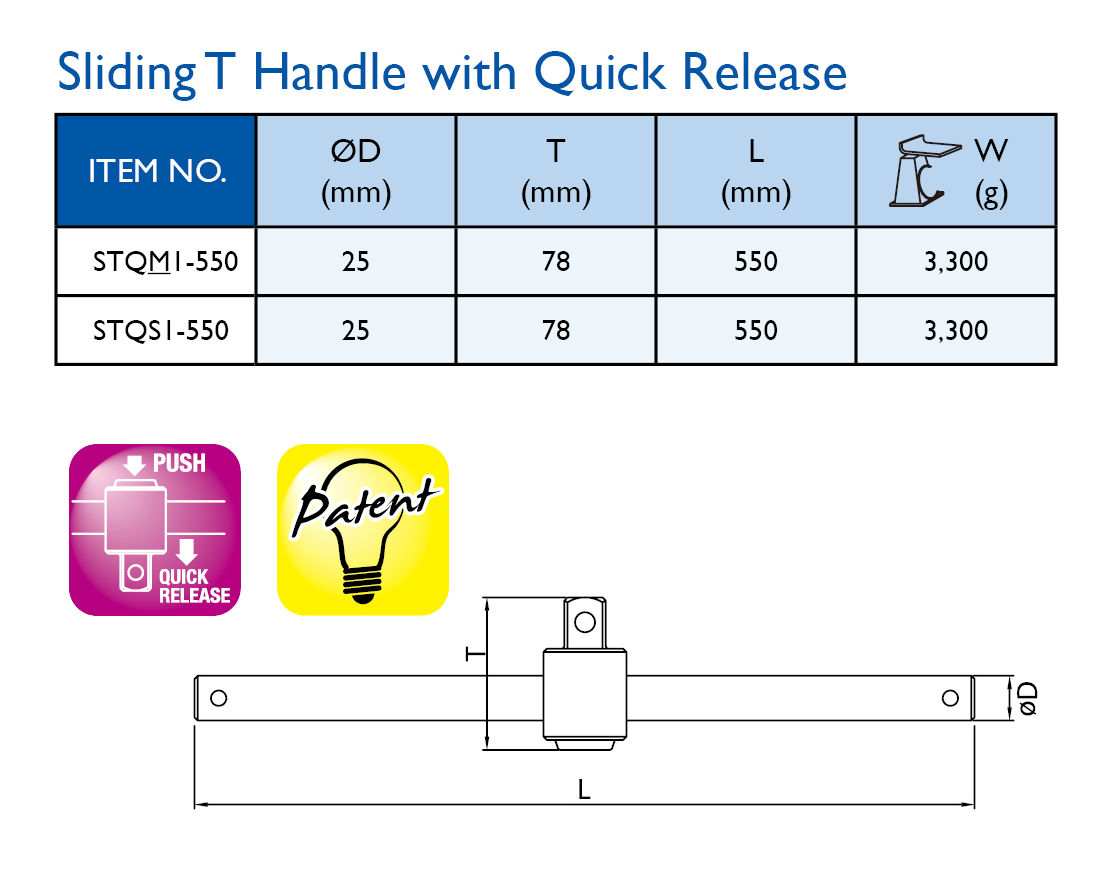 Sliding T Handle with Quick Release
ITEM NO. ØD (mm) T (mm) L (mm) W (g)
STQM1-550 25 78 550 3,300
STQS1-550 25 78 550 3,300
PUSH
QUICK
RELEASE
Patent
T
øD
L